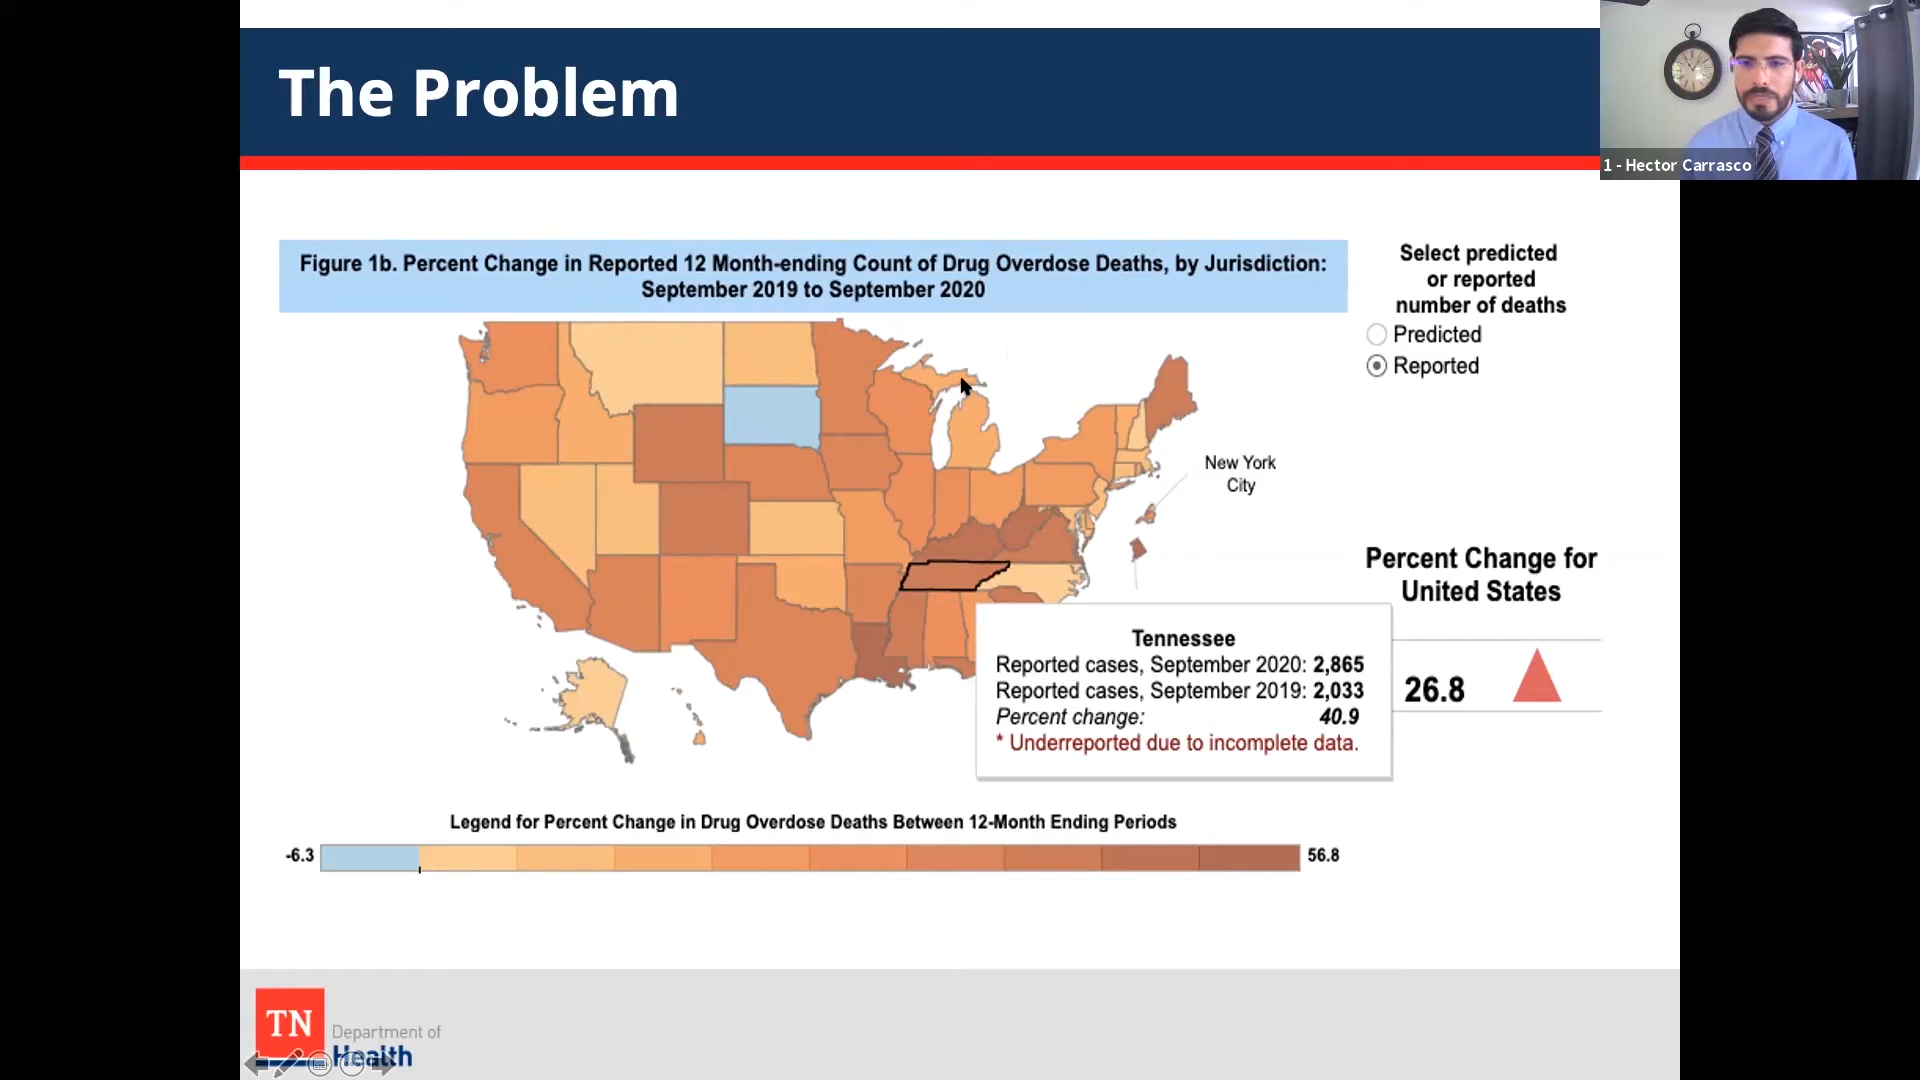 The Problem
1 - Hector Carrasco
Figure 1b. Percent Change in Reported 12 Month-ending Count of Drug Overdose Deaths, by Jurisdiction:
September 2019 to September 2020
Select predicted
or reported
number of deaths
Predicted
Reported
New York
City
Percent Change for
United States
26.8
Tennessee
Reported cases, September 2020: 2,865
Reported cases, September 2019: 2,033
Percent change: 40.9
* Underreported due to incomplete data.
Legend for Percent Change in Drug Overdose Deaths Between 12-Month Ending Periods
-6.3
56.8
TN
Department of
Health